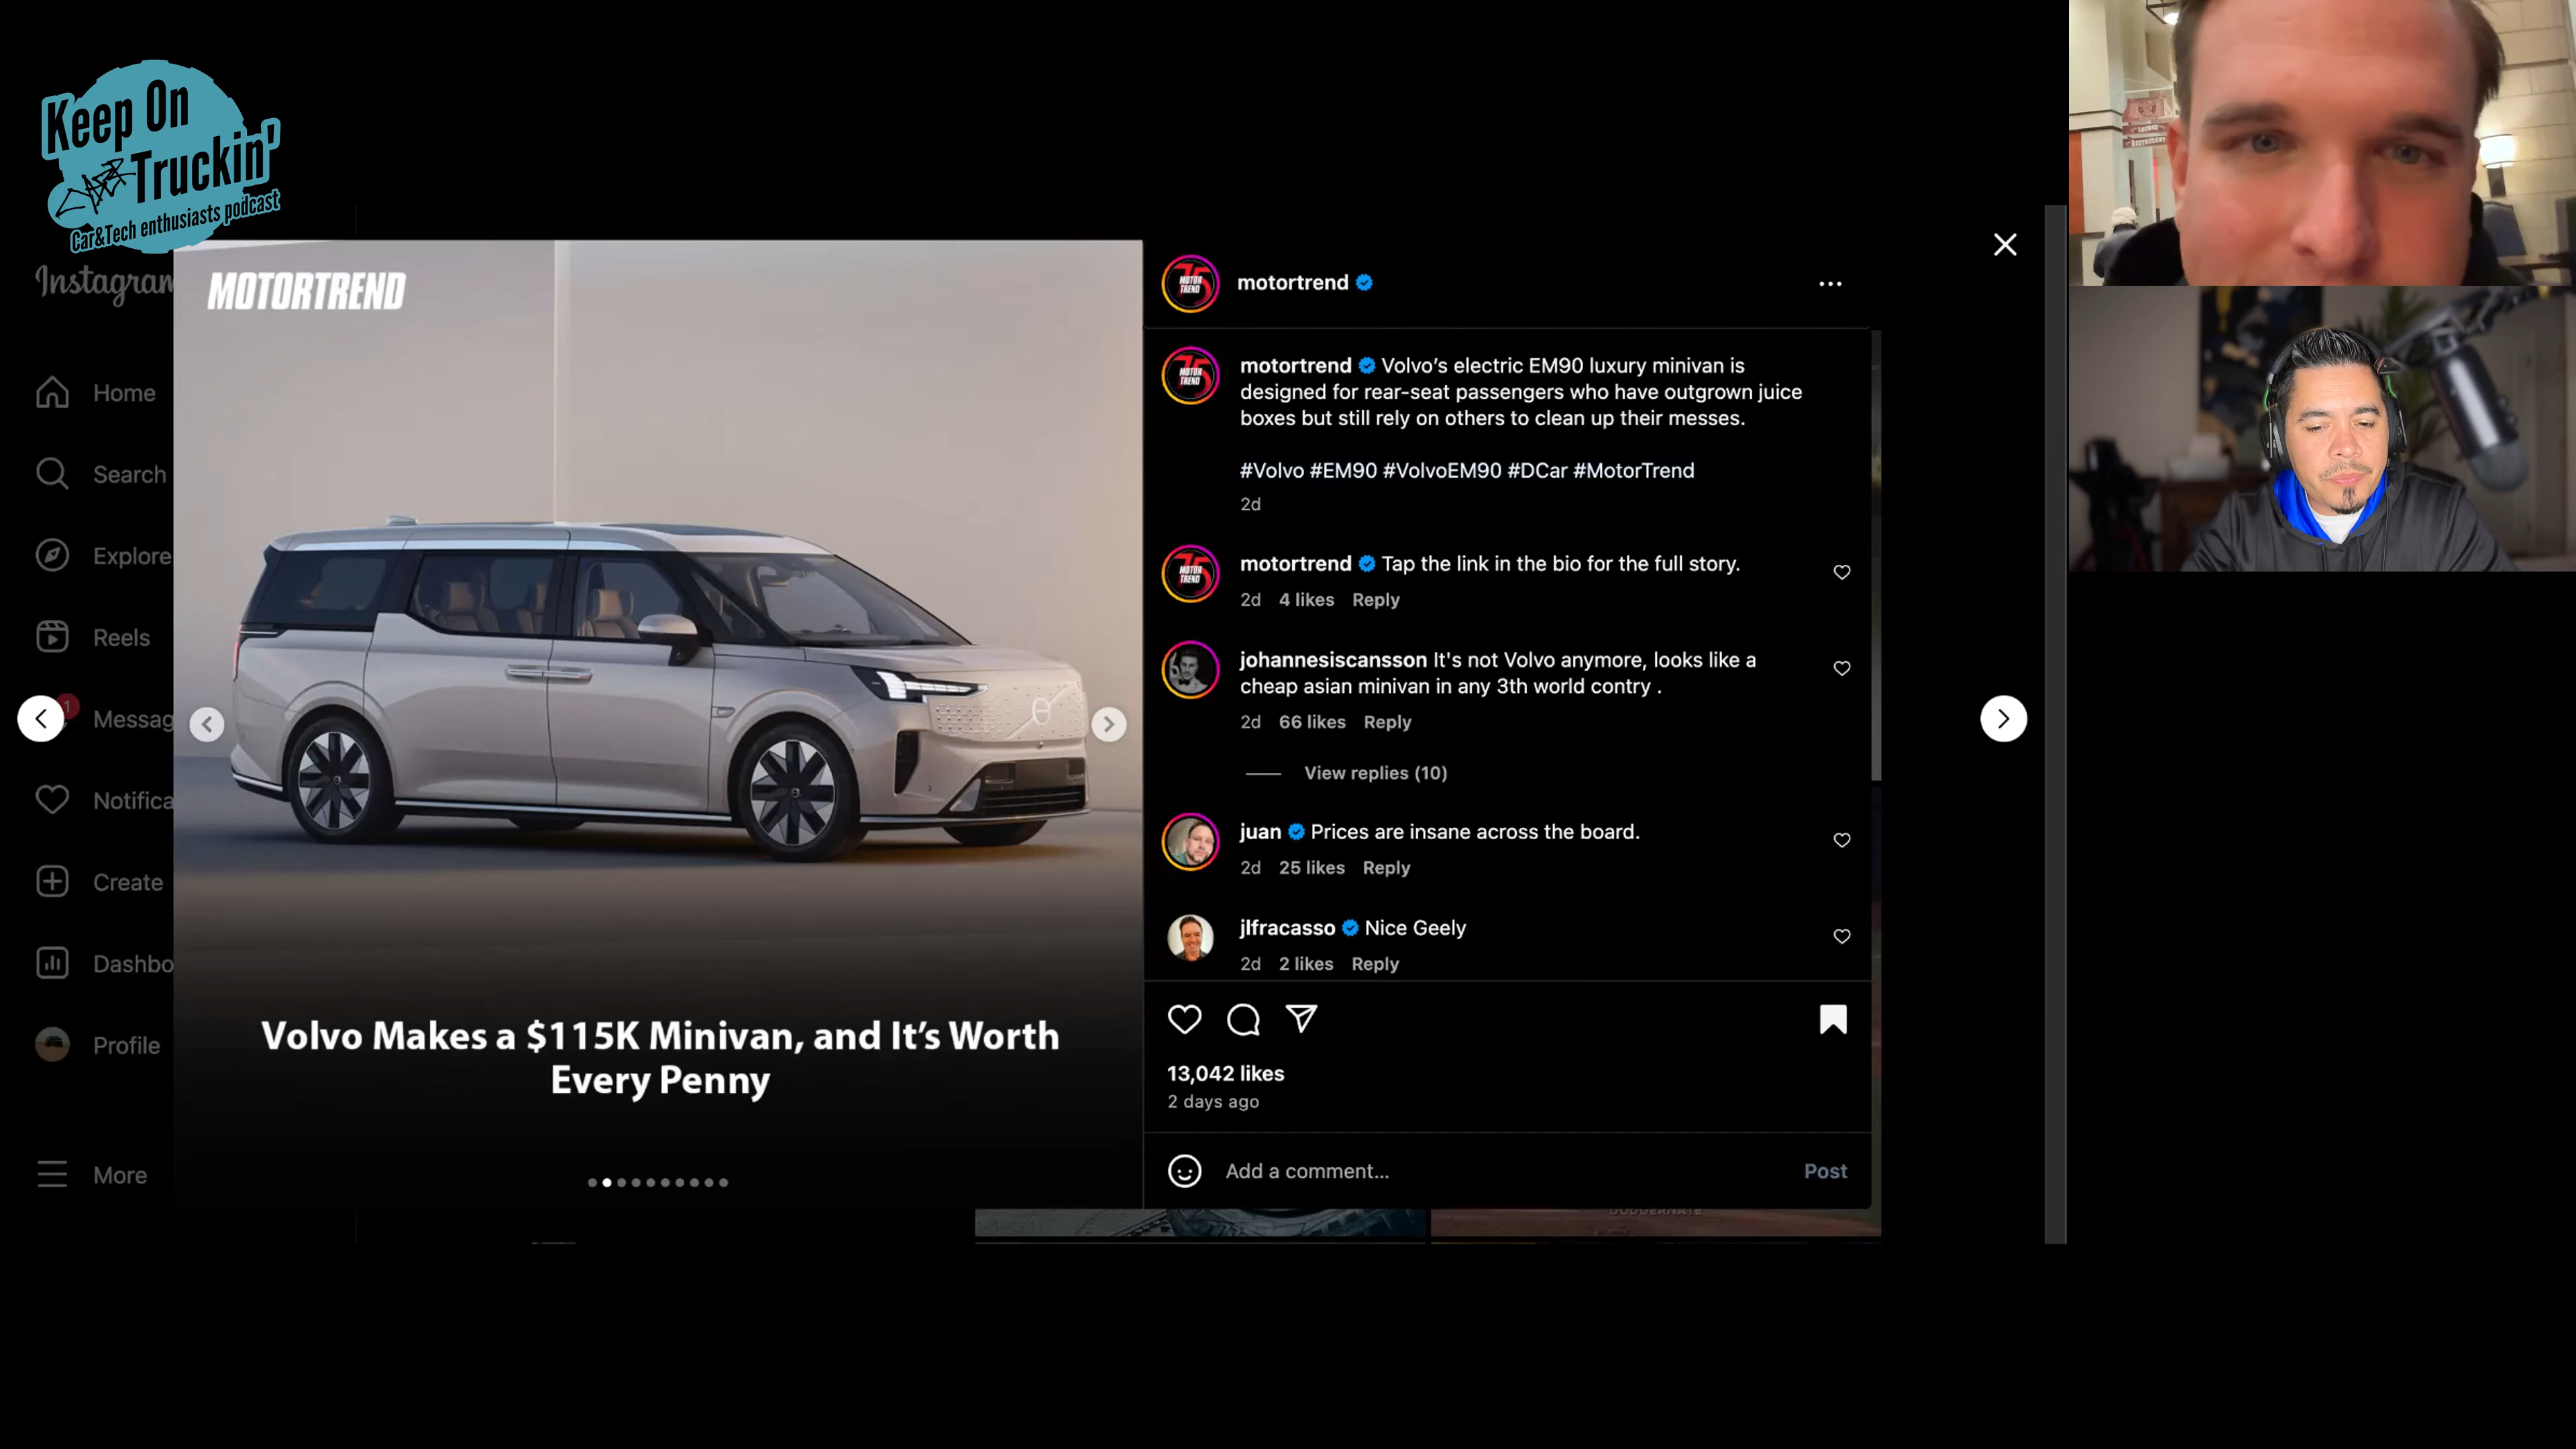 Keep On
Truckin'
Car&Tech enthusiasts podcast
Instagram
Home
Search
Explore
Reels
1
Messag
Notifica
Create
Dashbo
Profile
More
MOTORTREND
Volvo Makes a $115K Minivan, and It's Worth
Every Penny
motortrend
motortrend Volvo's electric EM90 luxury minivan is
designed for rear-seat passengers who have outgrown juice
boxes but still rely on others to clean up their messes.
#Volvo #EM90 #VolvoEM90 #DCar #MotorTrend
2d
motortrend Tap the link in the bio for the full story.
2d 4 likes Reply
johannesiscansson It's not Volvo anymore, looks like a
cheap asian minivan in any 3th world contry .
2d 66 likes Reply
View replies (10)
juan Prices are insane across the board.
2d 25 likes Reply
jlfracasso Nice Geely
2d 2 likes Reply
13,042 likes
2 days ago
Add a comment...
Post
DODGERNATE
LOUNGE
RESTAURANT